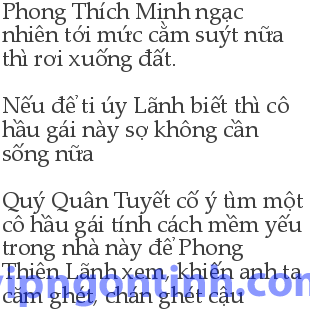 Phong Thích Minh ngạc
nhiên tới mức cằm suýt nữa
thì rơi xuống đất.
Nếu để ti úy Lãnh biết thì cô
hầu gái này sợ không cần
sống nữa
Quý Quân Tuyết cố ý tìm một
cô hầu gái tính cách mềm yếu
trong nhà này để Phong
Thiên Lãnh xem, khiến anh ta
căm ghét, chán ghét cậu